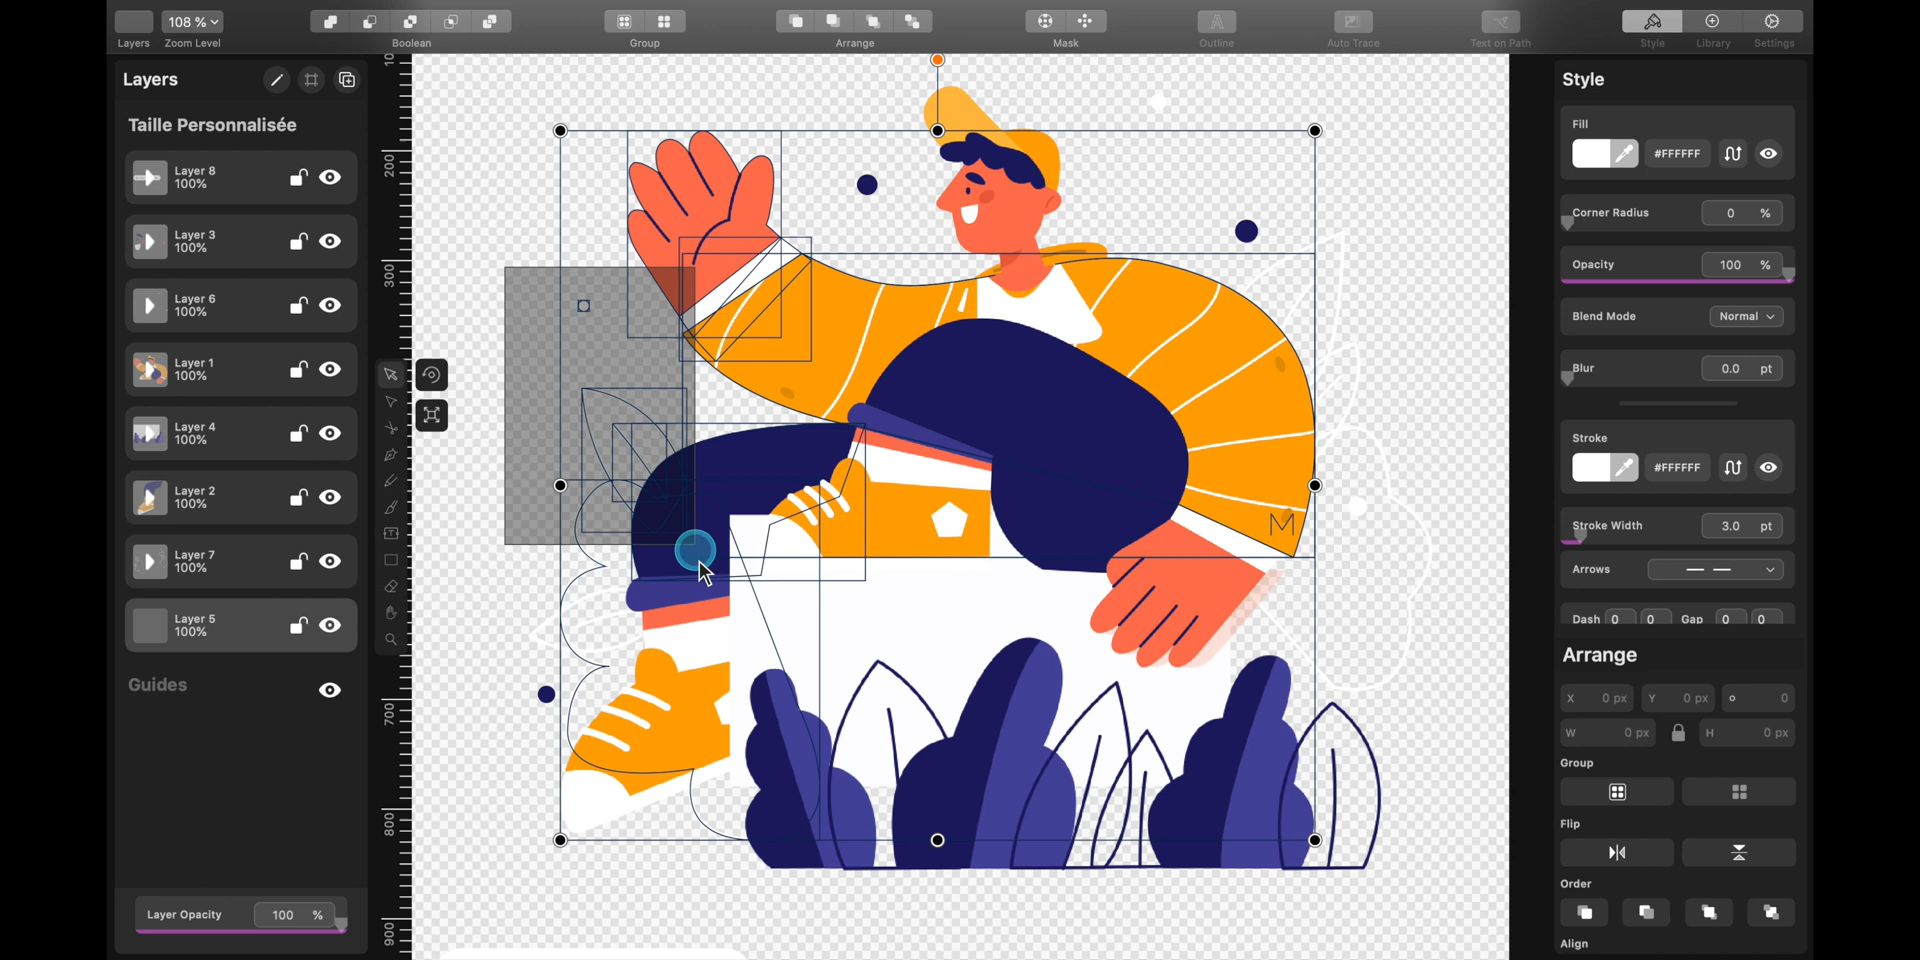 108 %
Layers
Zoom Level
Boolean
Group
Arrange
Mask
Outline
Auto Trace
Text on Path
Style
Library
Settings
Layers
Taille Personnalisée
Layer 8
100%
Layer 3
100%
Layer 6
100%
Layer 1
100%
Layer 4
100%
Layer 2
100%
Layer 7
100%
Layer 5
100%
Guides
Layer Opacity 100 %
10
200
300
700
800
900
M
Style
Fill
#FFFFFF
Corner Radius 0 %
Opacity 100 %
Blend Mode Normal
Blur 0.0 pt
Stroke
#FFFFFF
Stroke Width 3.0 pt
Arrows
Dash 0 0 Gap 0 0
Arrange
X 0 px Y 0 px 0
W 0 px H 0 px
Group
Flip
Order
Align